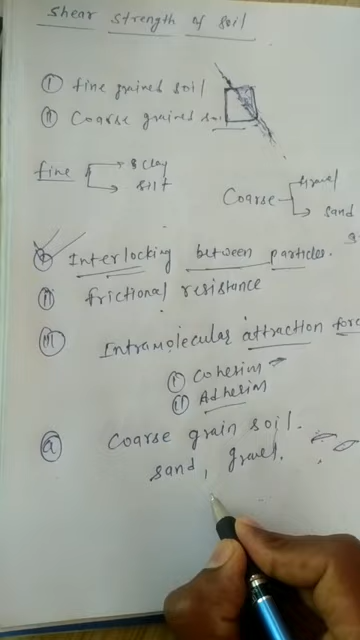 Shear Strength of Soil
I fine grained soil
II Coarse grained soil
fine clay
silt
Coarse gravel
sand
I Interlocking between particles.
II frictional resistance
III Intramolecular attraction forc
I Cohesion
II Adhesion
a Coarse grain soil.
sand, gravel.